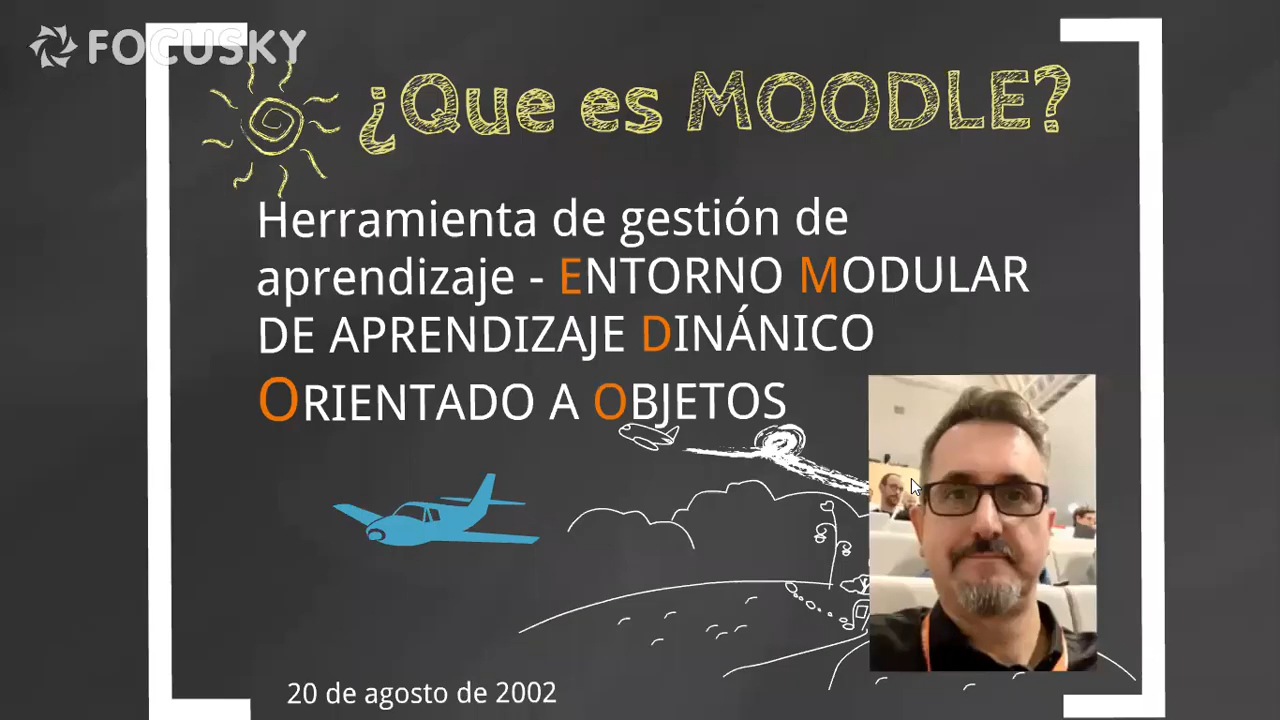 FOCUSKY
¿Que es MOODLE?
Herramienta de gestión de
aprendizaje - ENTORNO MODULAR
DE APRENDIZAJE DINÁNICO
ORIENTADO A OBJETOS
20 de agosto de 2002